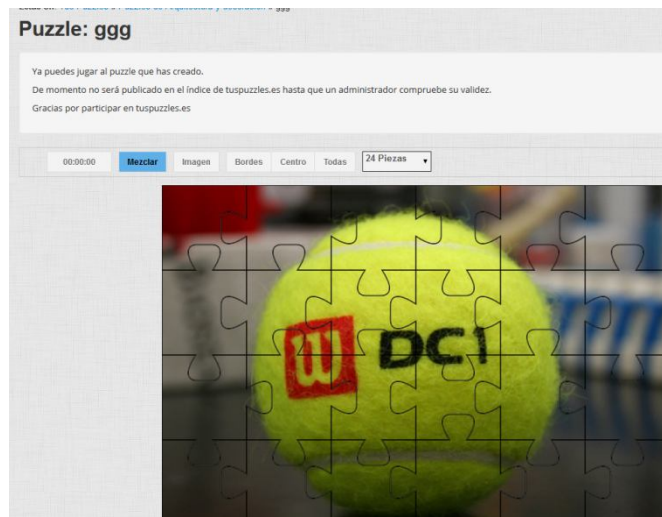 Puzzle: ggg
Ya puedes jugar al puzzle que has creado.
De momento no será publicado en el índice de tuspuzzles.es hasta que un administrador compruebe su validez.
Gracias por participar en tuspuzzles.es
00:00:00 Mezclar Imagen Bordes Centro Todas 24 Piezas
W DC1